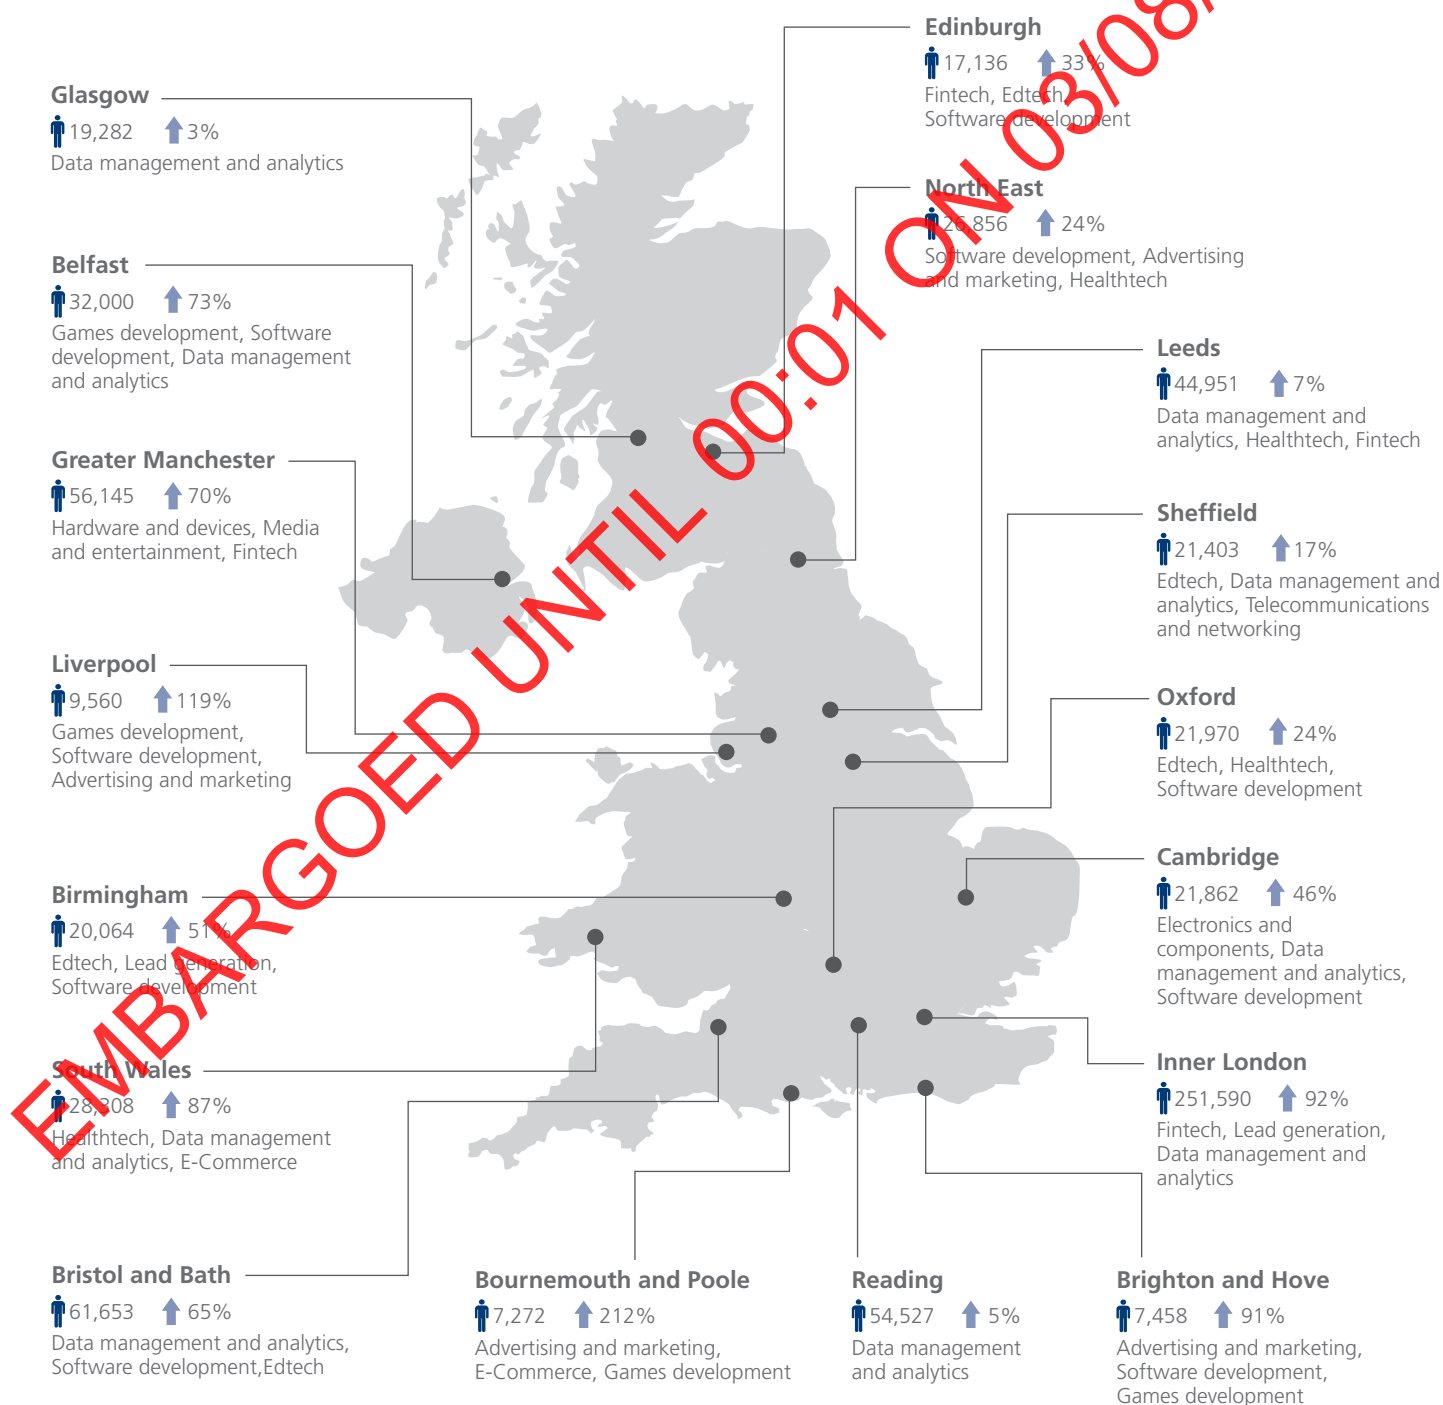 Edinburgh
17,136 33%
Fintech, Edtech,
Software development
Glasgow
19,282 3%
Data management and analytics
North East
26,856 24%
Software development, Advertising
and marketing, Healthtech
Belfast
32,000 73%
Games development, Software
development, Data management
and analytics
Leeds
44,951 7%
Data management and
analytics, Healthtech, Fintech
Greater Manchester
56,145 70%
Hardware and devices, Media
and entertainment, Fintech
Sheffield
21,403 17%
Edtech, Data management and
analytics, Telecommunications
and networking
Liverpool
9,560 119%
Games development,
Software development,
Advertising and marketing
Oxford
21,970 24%
Edtech, Healthtech,
Software development
Birmingham
20,064 51%
Edtech, Lead generation,
Software development
Cambridge
21,862 46%
Electronics and
components, Data
management and analytics,
Software development
South Wales
28,308 87%
Healthtech, Data management
and analytics, E-Commerce
Inner London
251,590 92%
Fintech, Lead generation,
Data management and
analytics
Bristol and Bath
61,653 65%
Data management and analytics,
Software development,Edtech
Bournemouth and Poole
7,272 212%
Advertising and marketing,
E-Commerce, Games development
Reading
54,527 5%
Data management
and analytics
Brighton and Hove
7,458 91%
Advertising and marketing,
Software development,
Games development
EMBARGOED UNTIL 00:01 ON 03/08/